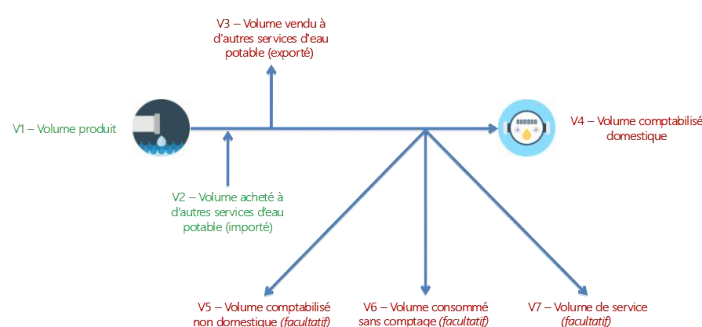 V3 – Volume vendu à
d'autres services d'eau
potable (exporté)
V1 – Volume produit
V4 – Volume comptabilisé
domestique
V2 – Volume acheté à
d'autres services d'eau
potable (importé)
V5 – Volume comptabilisé
non domestique (facultatif)
V6 – Volume consommé
sans comptage (facultatif)
V7 – Volume de service
(facultatif)